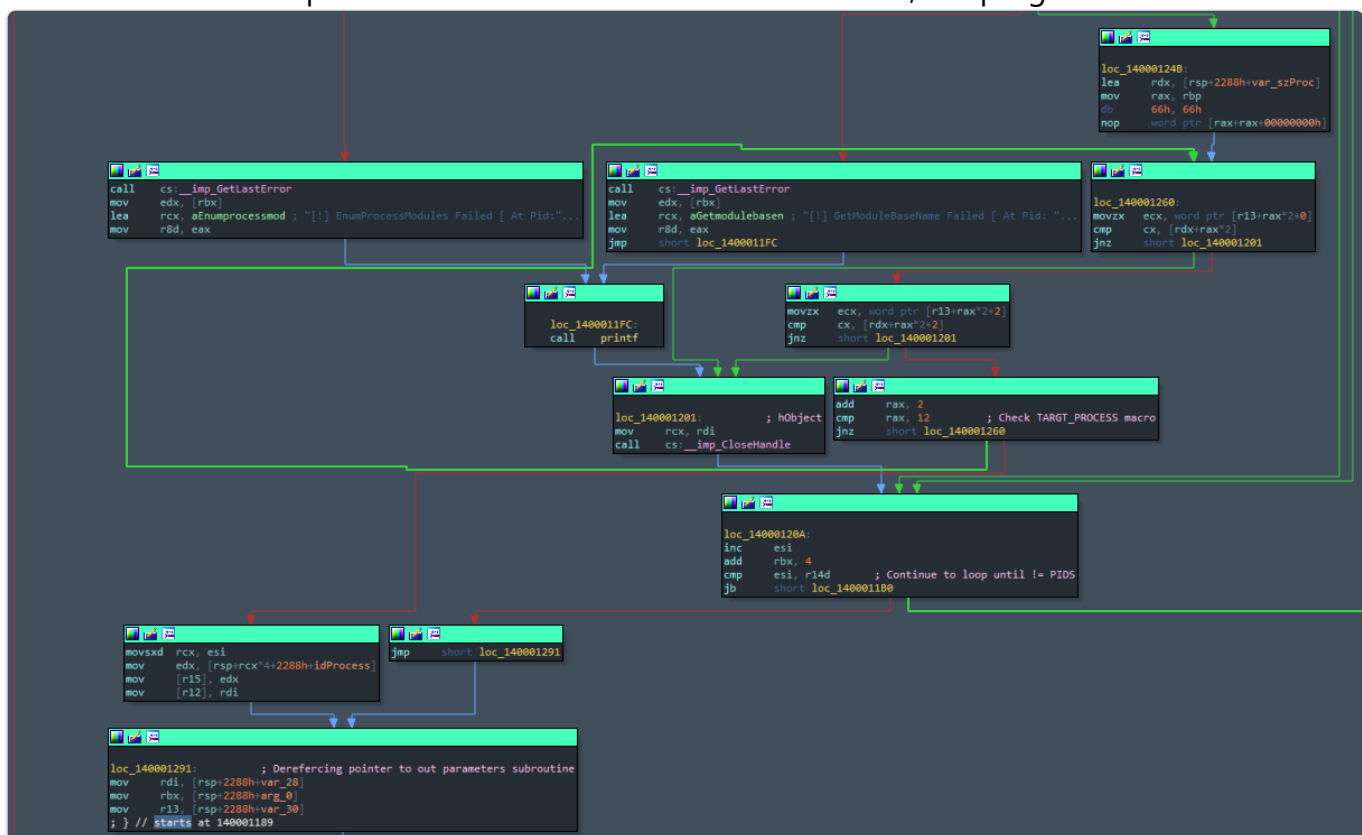 loc_14000124B:
lea rdx, [rsp+2288h+var_szProc]
mov rax, rbp
db 66h, 66h
nop word ptr [rax+rax+00000000h]
call cs:__imp_GetLastError
mov edx, [rbx]
lea rcx, aEnumprocessmod ; "[!] EnumProcessModules Failed [ At Pid:"...
mov r8d, eax
call cs:__imp_GetLastError
mov edx, [rbx]
lea rcx, aGetmodulebasen ; "[!] GetModuleBaseName Failed [ At Pid: "...
mov r8d, eax
jmp short loc_1400011FC
loc_140001260:
movzx ecx, word ptr [r13+rax*2+0]
cmp cx, [rdx+rax*2]
jnz short loc_140001201
loc_1400011FC:
call printf
movzx ecx, word ptr [r13+rax*2+2]
cmp cx, [rdx+rax*2+2]
jnz short loc_140001201
loc_140001201: ; hObject
mov rcx, rdi
call cs:__imp_CloseHandle
add rax, 2
cmp rax, 12 ; Check TARGT_PROCESS macro
jnz short loc_140001260
loc_14000120A:
inc esi
add rbx, 4
cmp esi, r14d ; Continue to loop until != PIDS
jb short loc_1400011B0
movsxd rcx, esi
mov edx, [rsp+rcx*4+2288h+idProcess]
mov [r15], edx
mov [r12], rdi
jmp short loc_140001291
loc_140001291: ; Derefercing pointer to out parameters subroutine
mov rdi, [rsp+2288h+var_28]
mov rbx, [rsp+2288h+arg_0]
mov r13, [rsp+2288h+var_30]
; } // starts at 140001189